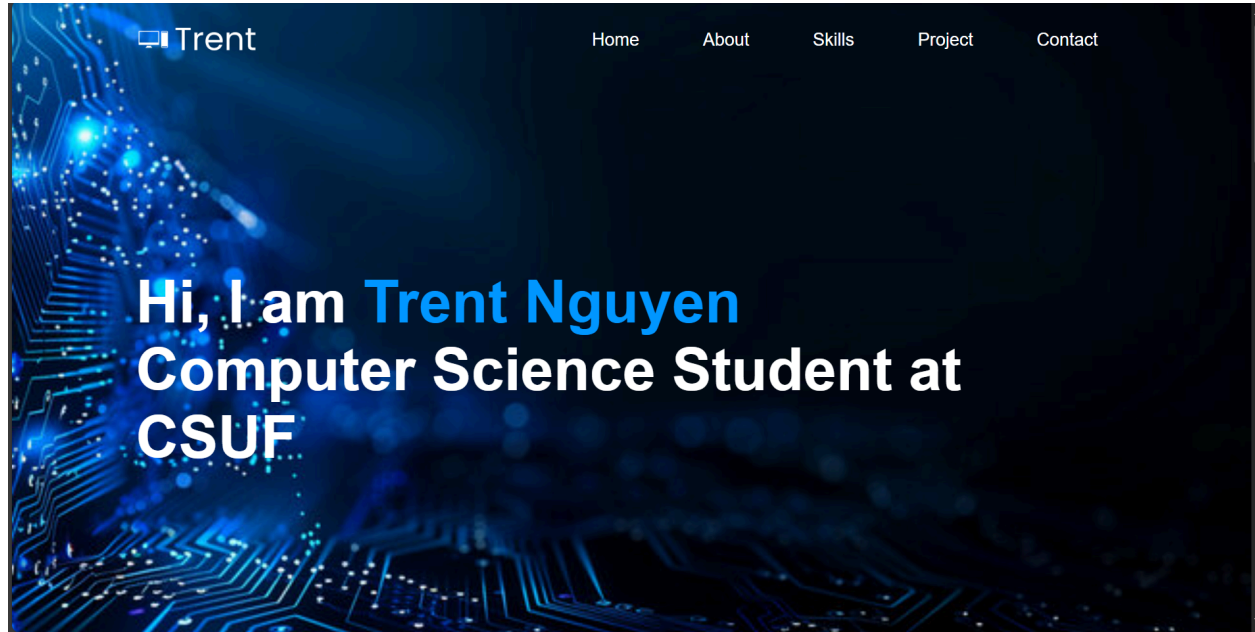 Trent
Home About Skills Project Contact
Hi, I am Trent Nguyen
Computer Science Student at
CSUF